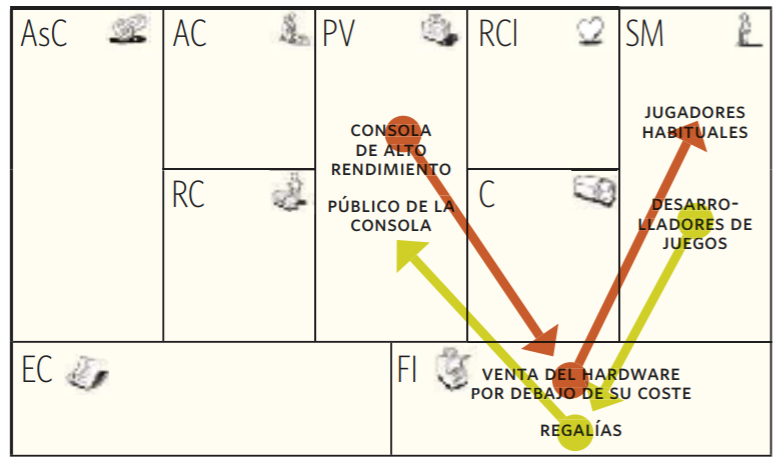 AsC
AC
PV
RCI
SM
CONSOLA
DE ALTO
RENDIMIENTO
PÚBLICO DE LA
CONSOLA
JUGADORES
HABITUALES
RC
C
DESARRO-
LLADORES DE
JUEGOS
EC
FI
VENTA DEL HARDWARE
POR DEBAJO DE SU COSTE
REGALÍAS